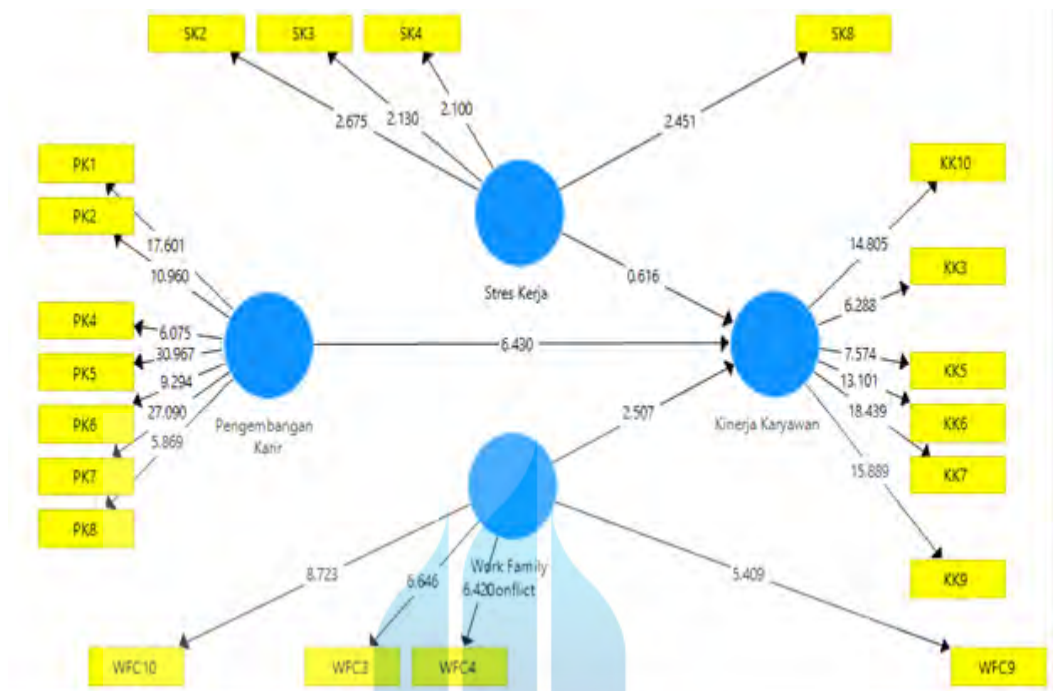 SK2
SK3
SK4
SK8
2.675
2.130
2.100
2.451
PK1
PK2
PK4
PK5
PK6
PK7
PK8
17.601
10.960
6.075
30.967
9.294
27.090
5.869
Pengembangan
Karir
Stres Kerja
0.616
6.430
2.507
Kinerja Karyawan
KK10
KK3
KK5
KK6
KK7
KK9
14.805
6.288
7.574
13.101
18.439
15.889
Work Family
Conflict
8.723
6.646
6.420
5.409
WFC10
WFC3
WFC4
WFC9